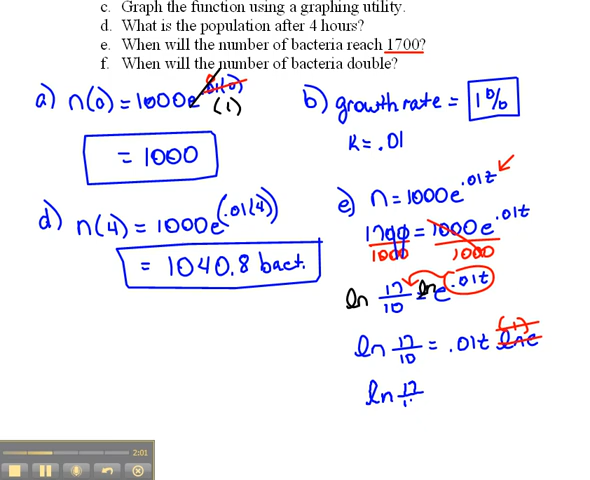 c. Graph the function using a graphing utility.
d. What is the population after 4 hours?
e. When will the number of bacteria reach 1700?
f. When will the number of bacteria double?
a) n(0) = 1000e^.01(0)
(1)
= 1000
b) growth rate = 1%
k = .01
d) n(4) = 1000e^(.01(4))
= 1040.8 bact.
e) n = 1000e^.01t
1700 = 1000e^.01t
1000 1000
ln 17/10 = ln e^.01t
(1)
ln 17/10 = .01t ln e
ln 17/1
2:01